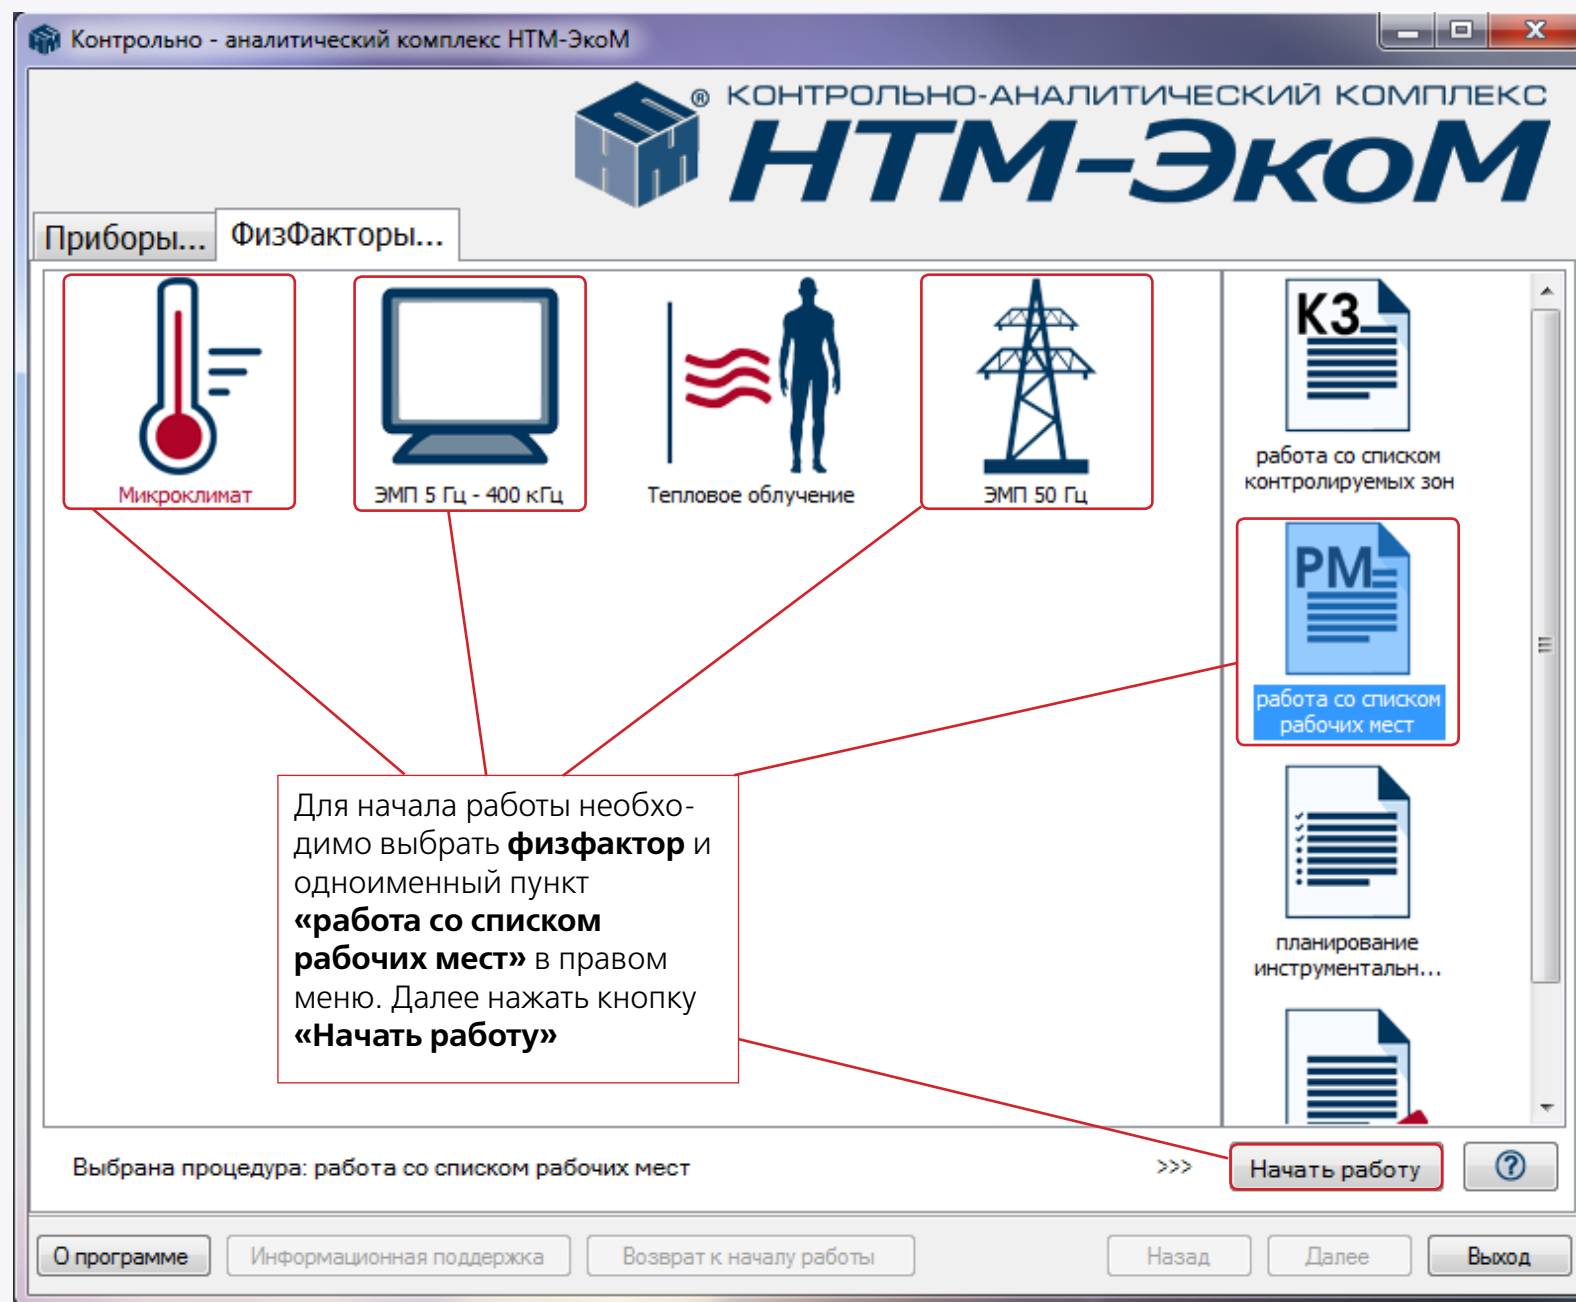 Контрольно - аналитический комплекс НТМ-ЭкоМ
® КОНТРОЛЬНО-АНАЛИТИЧЕСКИЙ КОМПЛЕКС
НТМ
НТМ-ЭкоМ
Приборы...
ФизФакторы...
Микроклимат
ЭМП 5 Гц - 400 кГц
Тепловое облучение
ЭМП 50 Гц
КЗ
работа со списком
контролируемых зон
РМ
работа со списком
рабочих мест
планирование
инструментальн...
Для начала работы необхо-
димо выбрать физфактор и
одноименный пункт
«работа со списком
рабочих мест» в правом
меню. Далее нажать кнопку
«Начать работу»
Выбрана процедура: работа со списком рабочих мест
>>>
Начать работу
?
О программе
Информационная поддержка
Возврат к началу работы
Назад
Далее
Выход